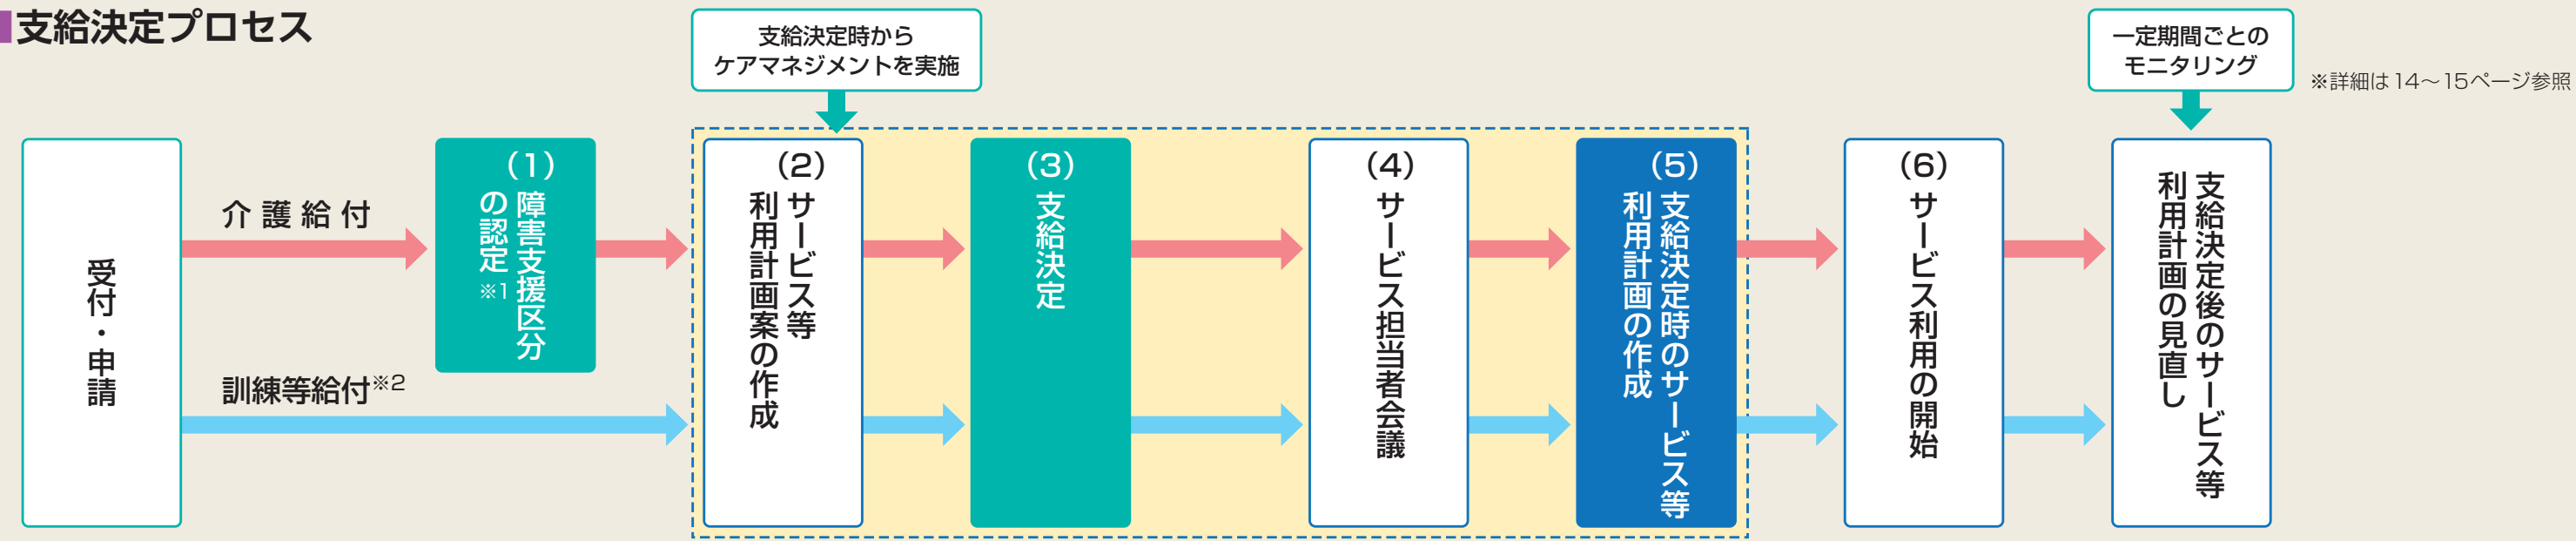 支給決定プロセス
支給決定時から
ケアマネジメントを実施
一定期間ごとの
モニタリング
※詳細は14〜15ページ参照
受付・申請
介護給付
訓練等給付※2
(1)
障害支援区分
の認定※1
(2)
サービス等
利用計画案の作成
(3)
支給決定
(4)
サービス担当者会議
(5)
支給決定時のサービス等
利用計画の作成
(6)
サービス利用の開始
支給決定後のサービス等
利用計画の見直し